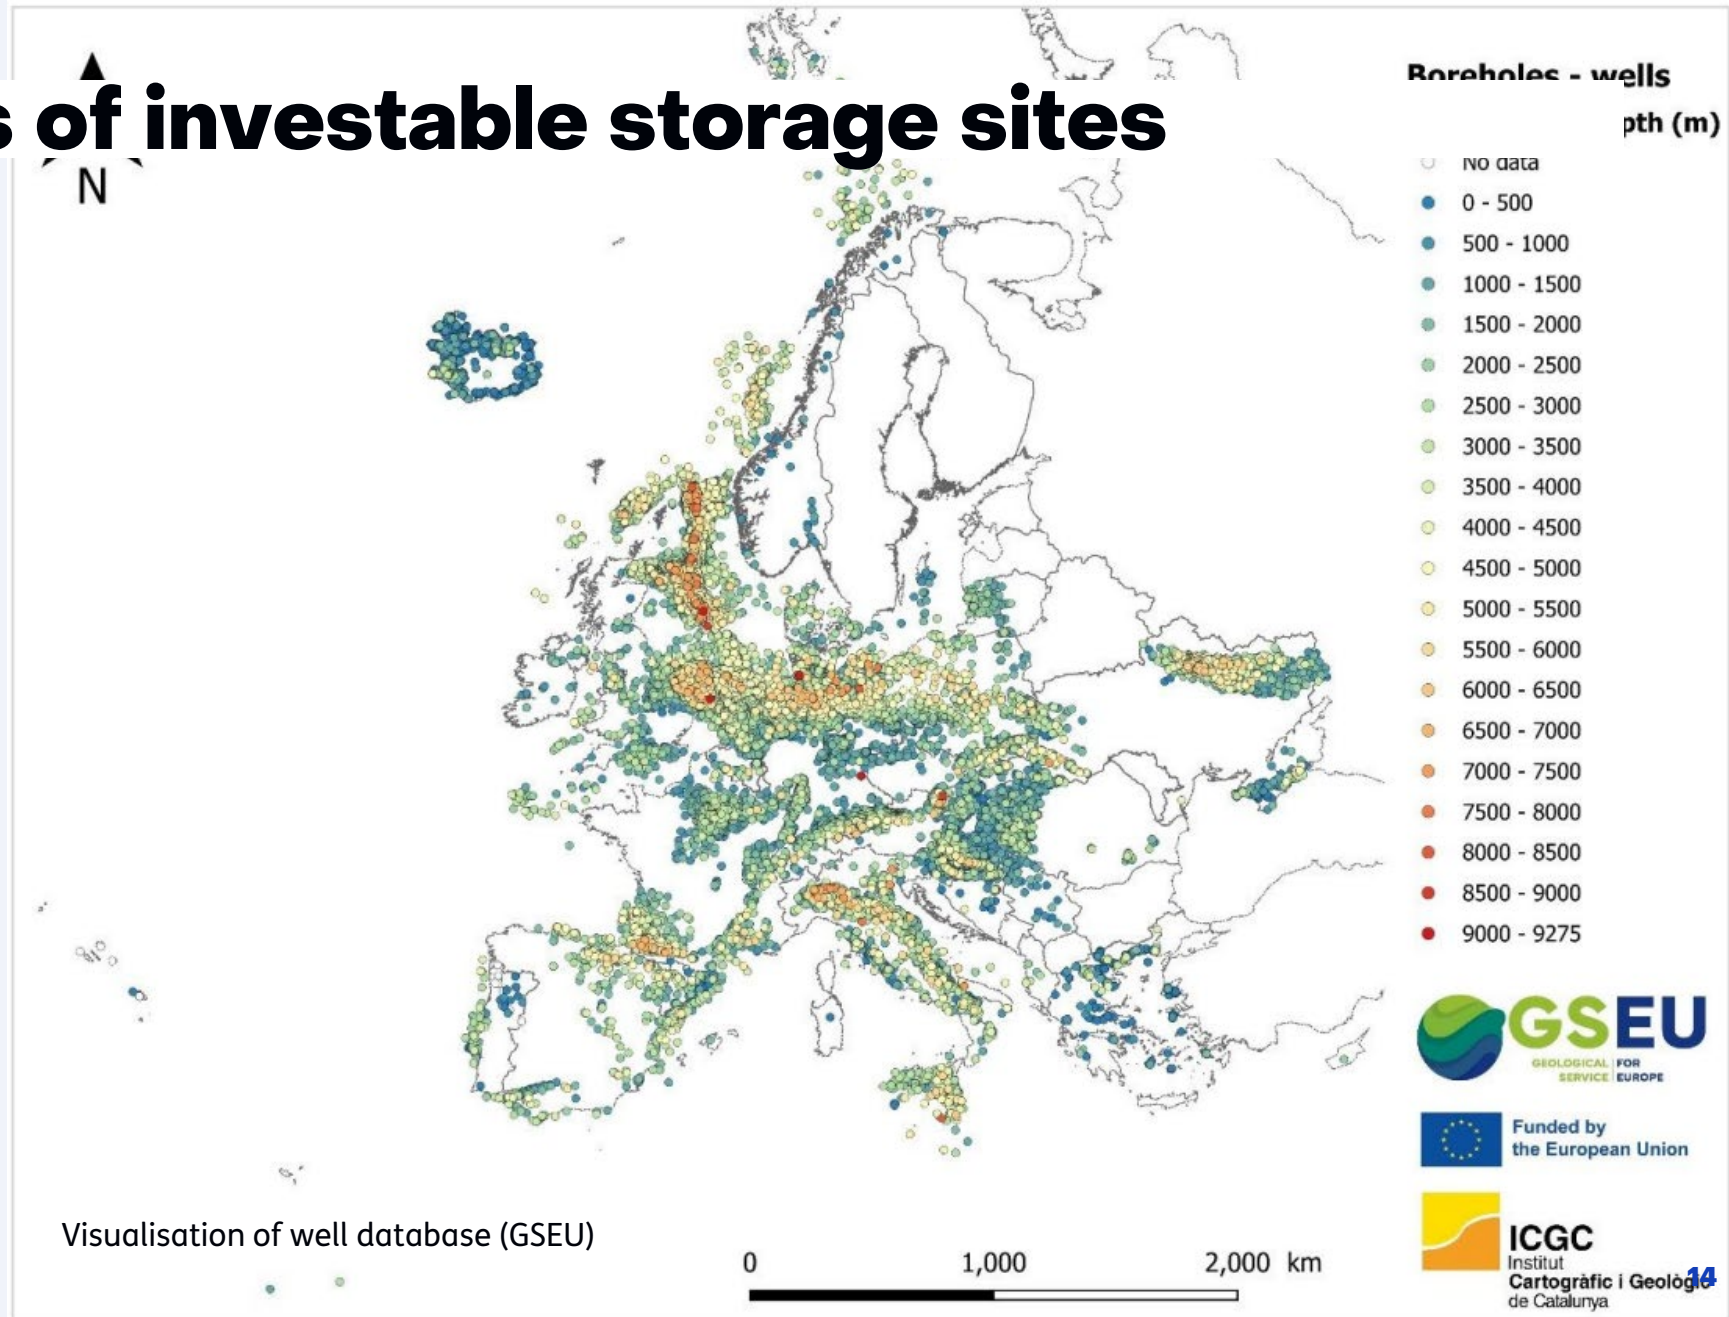 Boreholes - wells
s of investable storage sites
pth (m)
N
No data
0 - 500
500 - 1000
1000 - 1500
1500 - 2000
2000 - 2500
2500 - 3000
3000 - 3500
3500 - 4000
4000 - 4500
4500 - 5000
5000 - 5500
5500 - 6000
6000 - 6500
6500 - 7000
7000 - 7500
7500 - 8000
8000 - 8500
8500 - 9000
9000 - 9275
GSEU
GEOLOGICAL FOR
SERVICE EUROPE
Funded by
the European Union
Visualisation of well database (GSEU)
0 1,000 2,000 km
ICGC
Institut
Cartogràfic i Geològic
de Catalunya
14